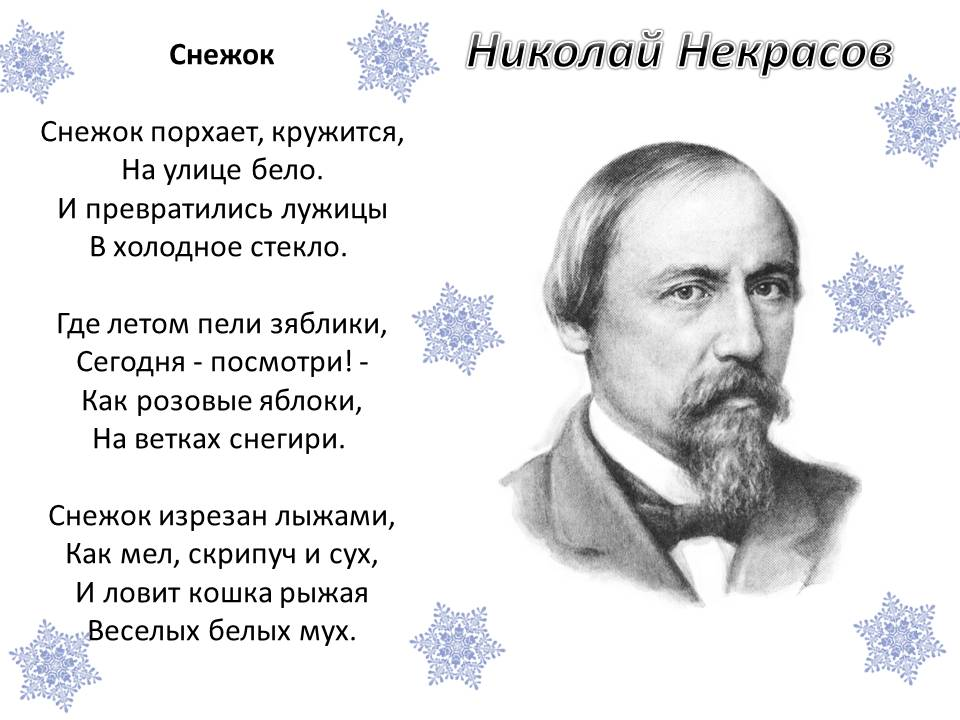 Снежок
Николай Некрасов
Снежок порхает, кружится,
На улице бело.
И превратились лужицы
В холодное стекло.
Где летом пели зяблики,
Сегодня - посмотри! -
Как розовые яблоки,
На ветках снегири.
Снежок изрезан лыжами,
Как мел, скрипуч и сух,
И ловит кошка рыжая
Веселых белых мух.